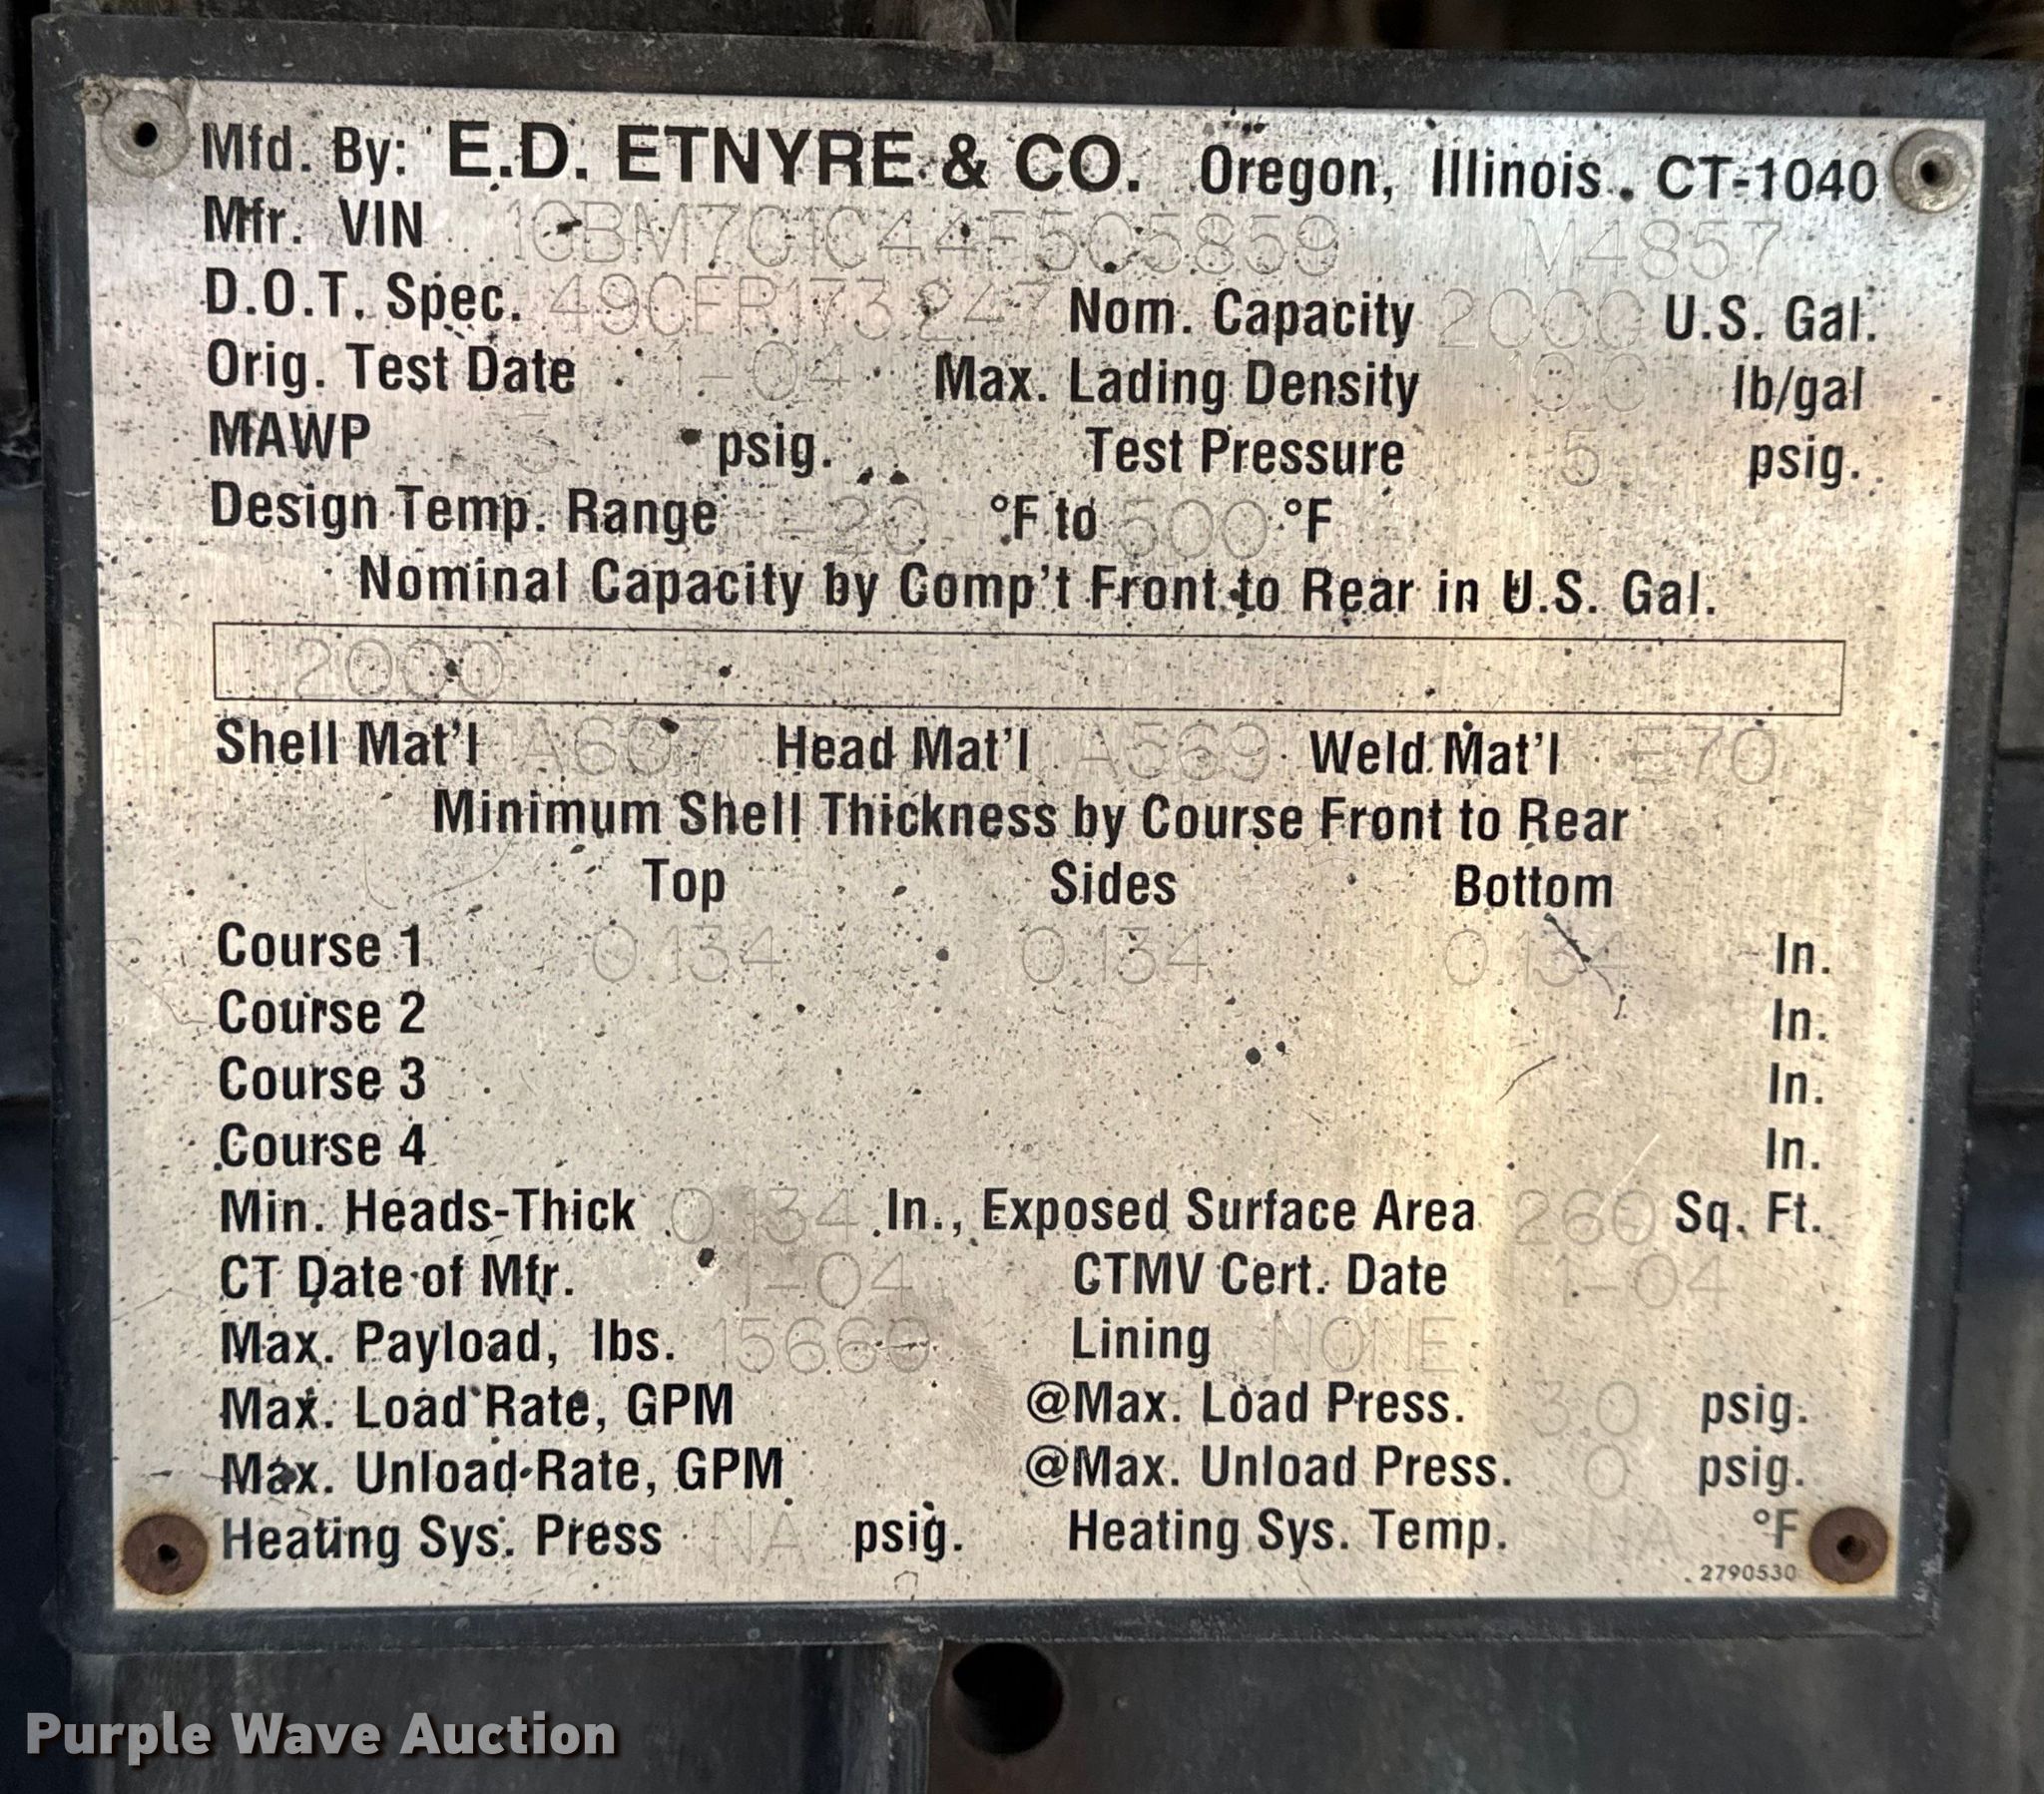 Mfd. By: E.D. ETNYRE & CO. Oregon, Illinois. CT-1040
Mfr. VIN M4857
D.O.T. Spec. 49CFR173.247 Nom. Capacity 2000 U.S. Gal.
Orig. Test Date 1-04 Max. Lading Density 10.0 lb/gal
MAWP 3 psig. Test Pressure 5 psig.
Design Temp. Range -20 °F to 500 °F
Nominal Capacity by Comp't Front to Rear in U.S. Gal.
2000
Shell Mat'l A607 Head Mat'l A569 Weld Mat'l E70
Minimum Shell Thickness by Course Front to Rear
Top Sides Bottom
Course 1 0.134 0.134 0.134 In.
Course 2 In.
Course 3 In.
Course 4 In.
Min. Heads-Thick 0.134 In., Exposed Surface Area 260 Sq. Ft.
CT Date of Mfr. 1-04 CTMV Cert. Date 1-04
Max. Payload, lbs. 15660 Lining NONE
Max. Load Rate, GPM @Max. Load Press. 3.0 psig.
Max. Unload Rate, GPM @Max. Unload Press. 0 psig.
Heating Sys. Press NA psig. Heating Sys. Temp. NA °F
2790530
Purple Wave Auction